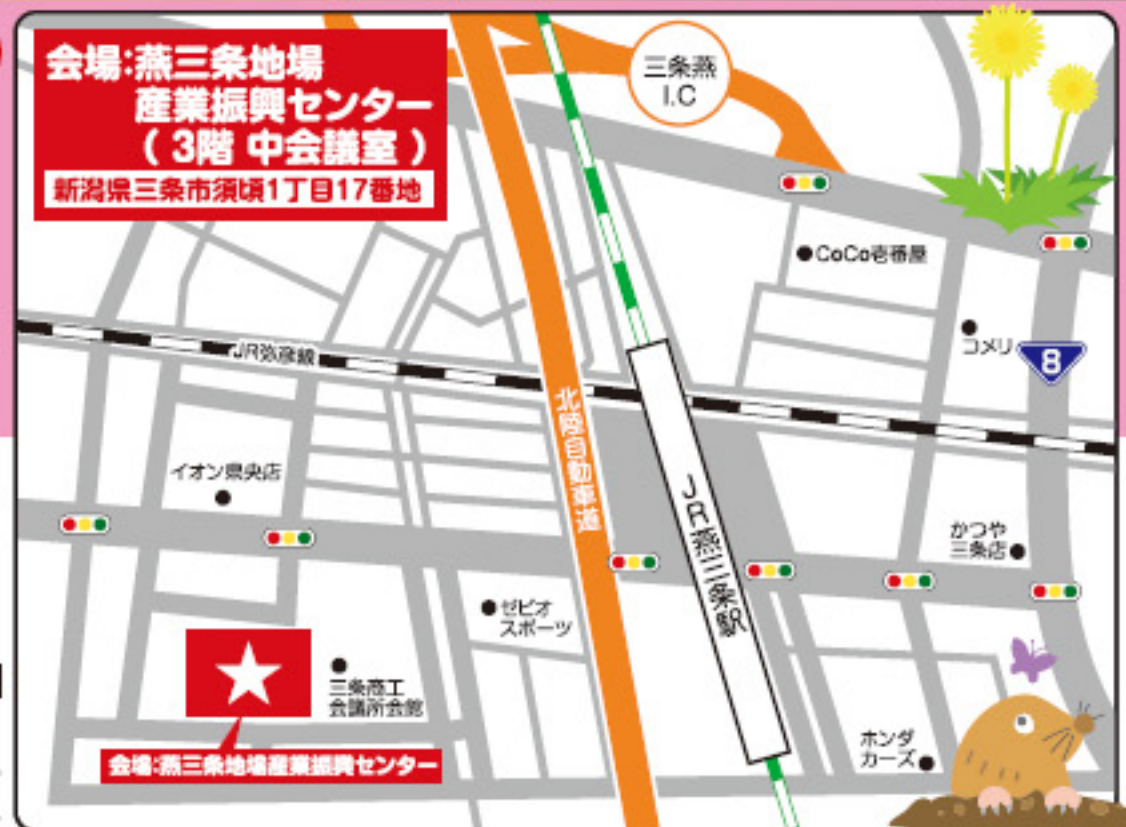 会場:燕三条地場
産業振興センター
( 3階 中会議室 )
新潟県三条市須頃1丁目17番地
三条燕
I.C
CoCo壱番屋
コメリ
8
JR弥彦線
北陸自動車道
イオン県央店
JR燕三条駅
かつや
三条店
ゼビオ
スポーツ
三条商工
会議所会館
ホンダ
カーズ
会場:燕三条地場産業振興センター